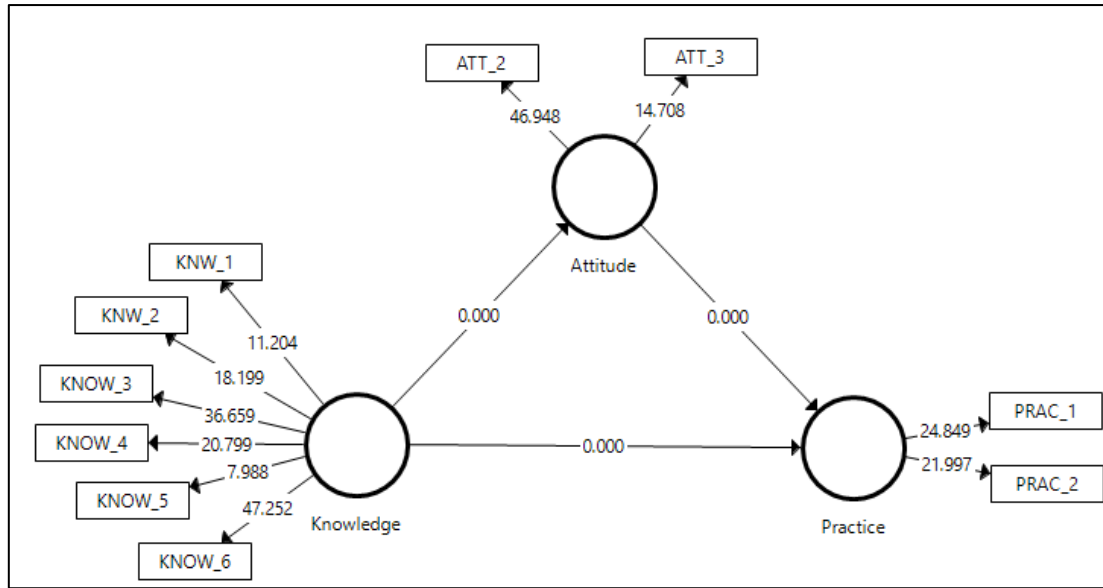 ATT_2
ATT_3
46.948
14.708
Attitude
KNW_1
KNW_2
KNOW_3
KNOW_4
KNOW_5
KNOW_6
11.204
18.199
36.659
20.799
7.988
47.252
Knowledge
0.000
0.000
0.000
PRAC_1
PRAC_2
24.849
21.997
Practice